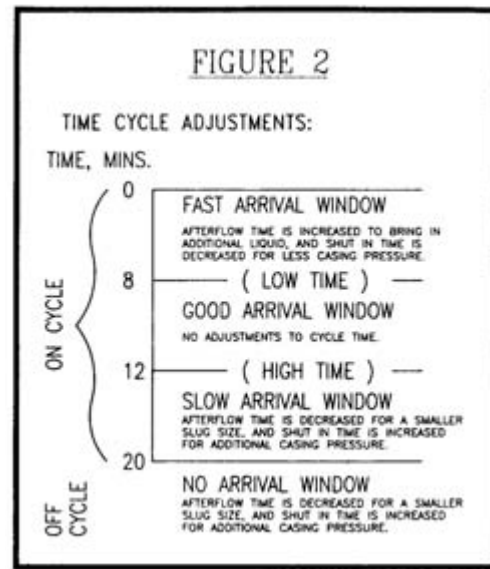 FIGURE 2
TIME CYCLE ADJUSTMENTS:
TIME, MINS.
0
FAST ARRIVAL WINDOW
AFTERFLOW TIME IS INCREASED TO BRING IN
ADDITIONAL LIQUID, AND SHUT IN TIME IS
DECREASED FOR LESS CASING PRESSURE.
8
( LOW TIME )
GOOD ARRIVAL WINDOW
NO ADJUSTMENTS TO CYCLE TIME.
ON CYCLE
12
( HIGH TIME )
SLOW ARRIVAL WINDOW
AFTERFLOW TIME IS DECREASED FOR A SMALLER
SLUG SIZE, AND SHUT IN TIME IS INCREASED
FOR ADDITIONAL CASING PRESSURE.
20
NO ARRIVAL WINDOW
AFTERFLOW TIME IS DECREASED FOR A SMALLER
SLUG SIZE, AND SHUT IN TIME IS INCREASED
FOR ADDITIONAL CASING PRESSURE.
OFF
CYCLE